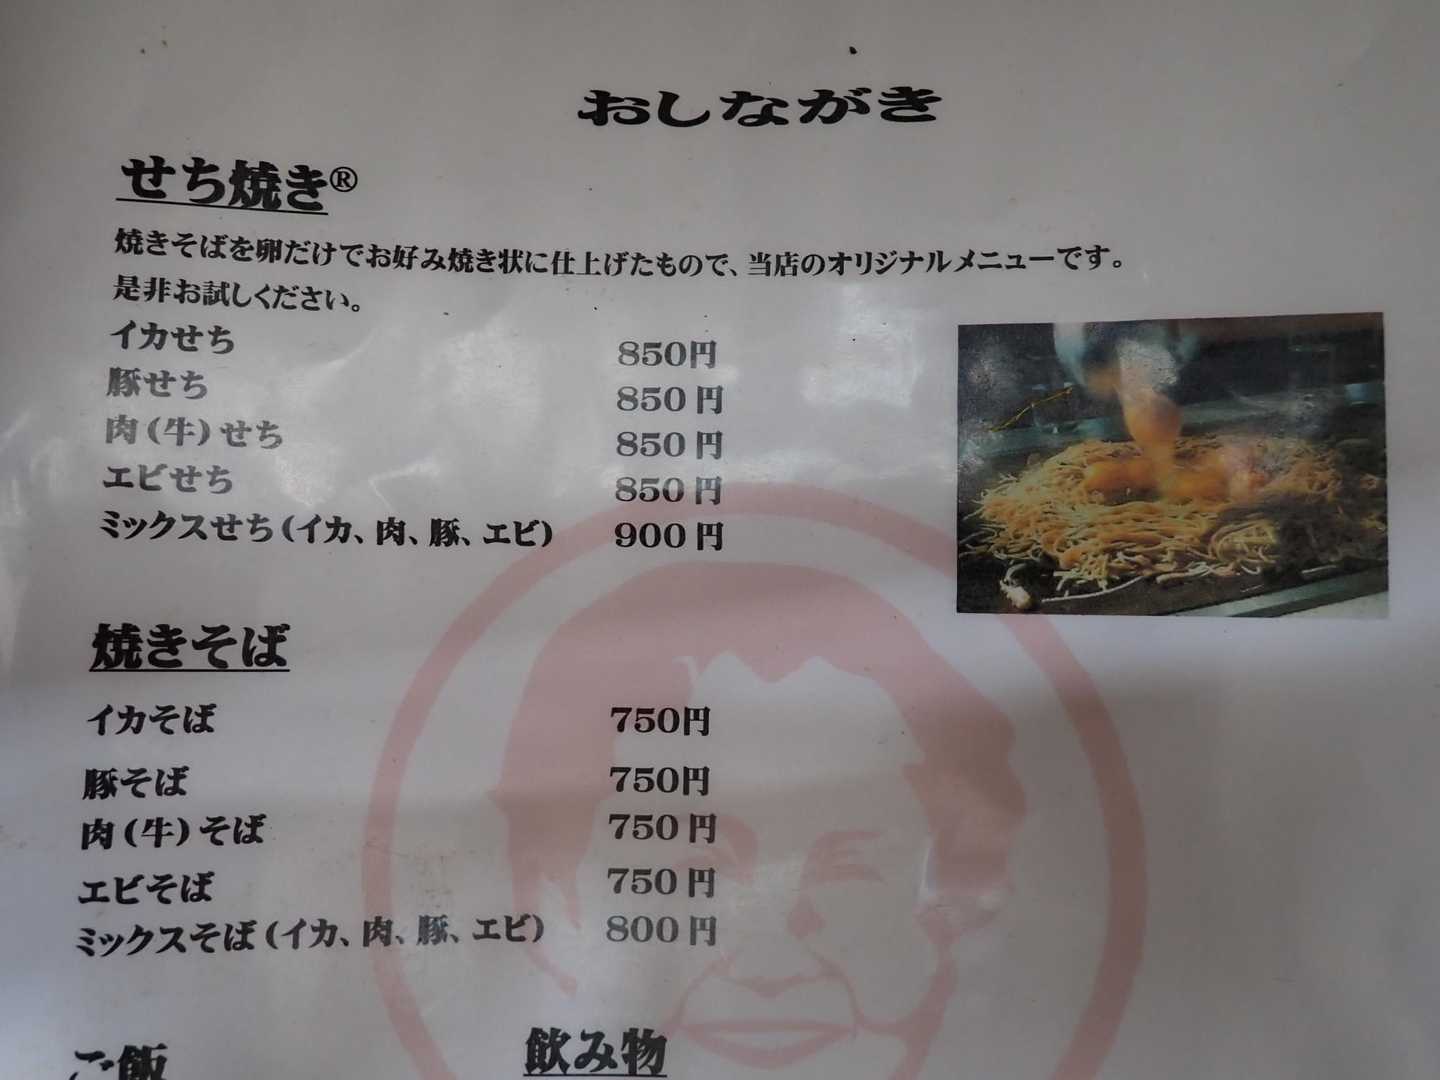 おしながき
せち焼き®
焼きそばを卵だけでお好み焼き状に仕上げたもので、当店のオリジナルメニューです。
是非お試しください。
イカせち 850円
豚せち 850円
肉(牛)せち 850円
エビせち 850円
ミックスせち(イカ、肉、豚、エビ) 900円
焼きそば
イカそば 750円
豚そば 750円
肉(牛)そば 750円
エビそば 750円
ミックスそば(イカ、肉、豚、エビ) 800円
ご飯 飲み物